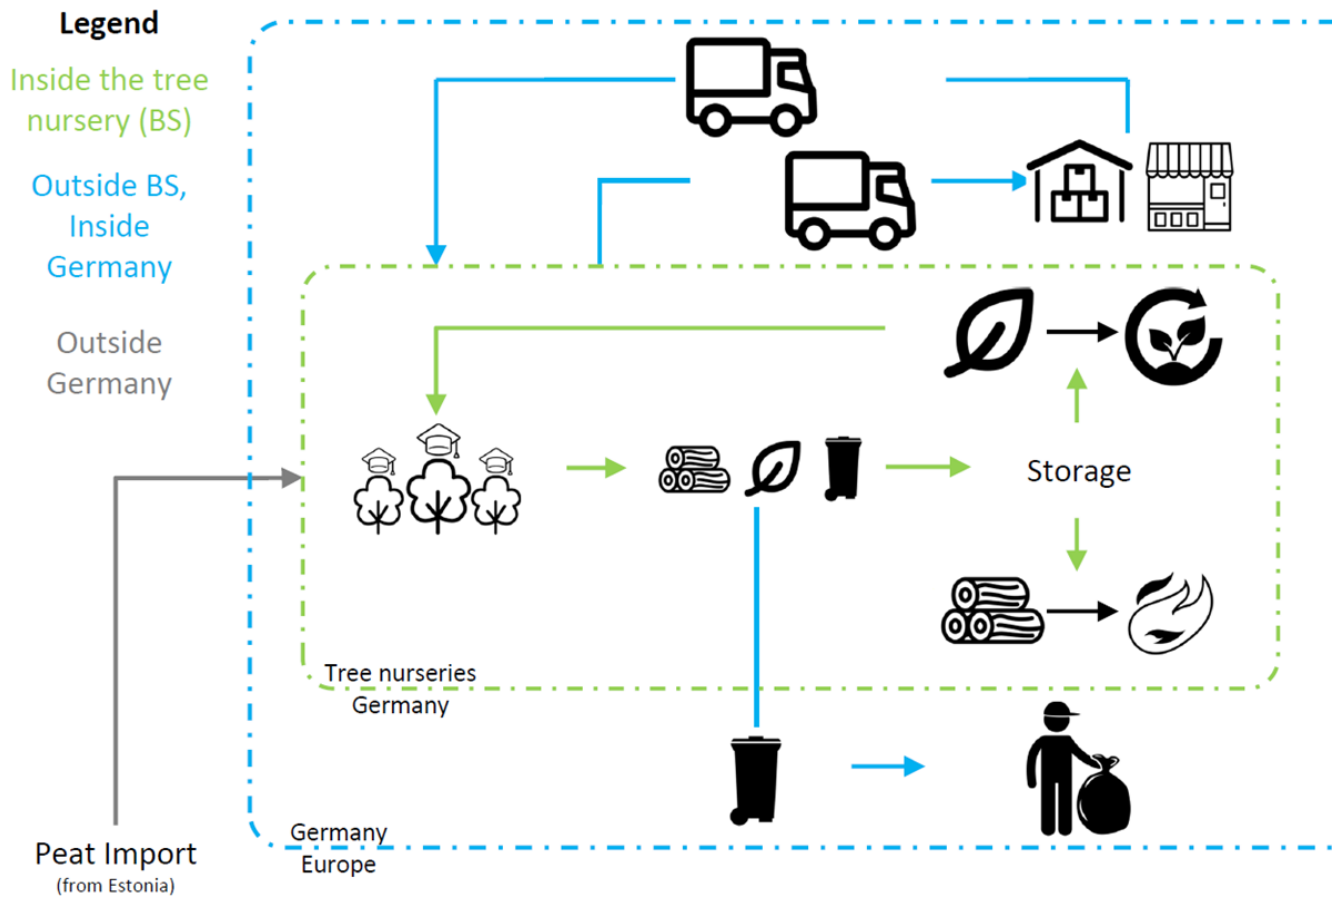 Legend
Inside the tree
nursery (BS)
Outside BS,
Inside
Germany
Outside
Germany
Storage
Tree nurseries
Germany
Germany
Europe
Peat Import
(from Estonia)